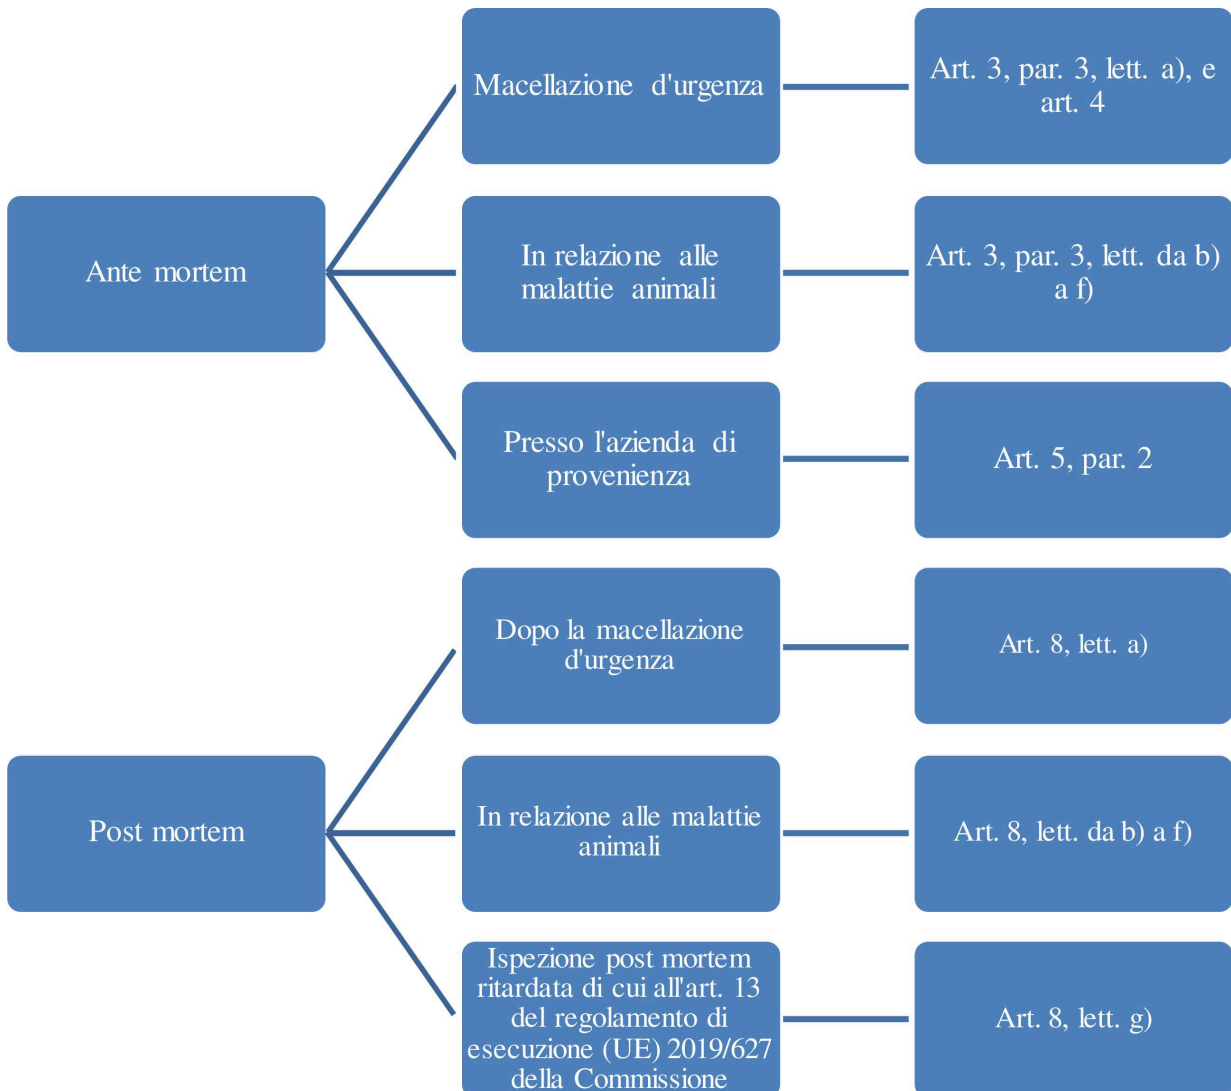 Ante mortem
Macellazione d'urgenza
Art. 3, par. 3, lett. a), e
art. 4
In relazione alle
malattie animali
Art. 3, par. 3, lett. da b)
a f)
Presso l'azienda di
provenienza
Art. 5, par. 2
Post mortem
Dopo la macellazione
d'urgenza
Art. 8, lett. a)
In relazione alle malattie
animali
Art. 8, lett. da b) a f)
Ispezione post mortem
ritardata di cui all'art. 13
del regolamento di
esecuzione (UE) 2019/627
della Commissione
Art. 8, lett. g)